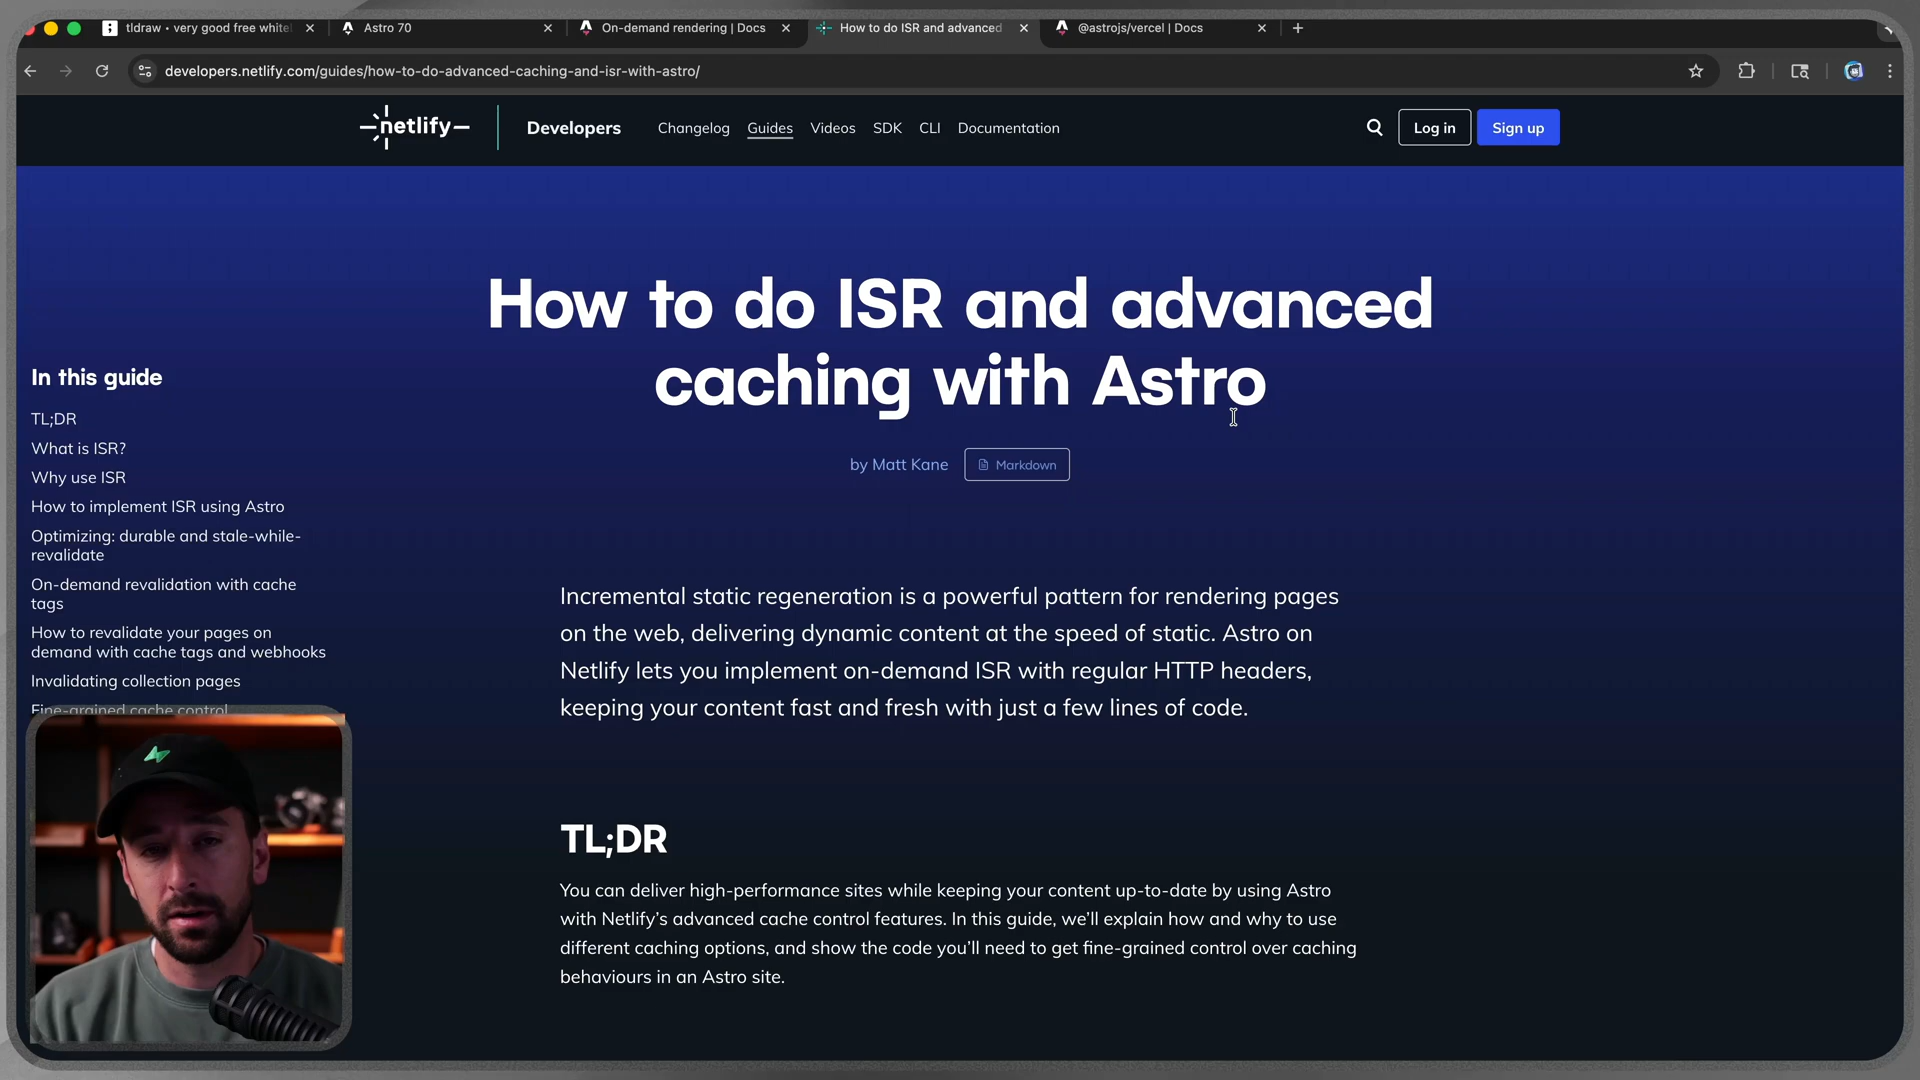 tldraw • very good free white
Astro 70
On-demand rendering | Docs
How to do ISR and advanced
@astrojs/vercel | Docs
developers.netlify.com/guides/how-to-do-advanced-caching-and-isr-with-astro/
netlify
Developers
Changelog
Guides
Videos
SDK
CLI
Documentation
Log in
Sign up
How to do ISR and advanced
caching with Astro
by Matt Kane
Markdown
In this guide
TL;DR
What is ISR?
Why use ISR
How to implement ISR using Astro
Optimizing: durable and stale-while-
revalidate
On-demand revalidation with cache
tags
How to revalidate your pages on
demand with cache tags and webhooks
Invalidating collection pages
Fine-grained cache control
Incremental static regeneration is a powerful pattern for rendering pages
on the web, delivering dynamic content at the speed of static. Astro on
Netlify lets you implement on-demand ISR with regular HTTP headers,
keeping your content fast and fresh with just a few lines of code.
TL;DR
You can deliver high-performance sites while keeping your content up-to-date by using Astro
with Netlify's advanced cache control features. In this guide, we'll explain how and why to use
different caching options, and show the code you'll need to get fine-grained control over caching
behaviours in an Astro site.